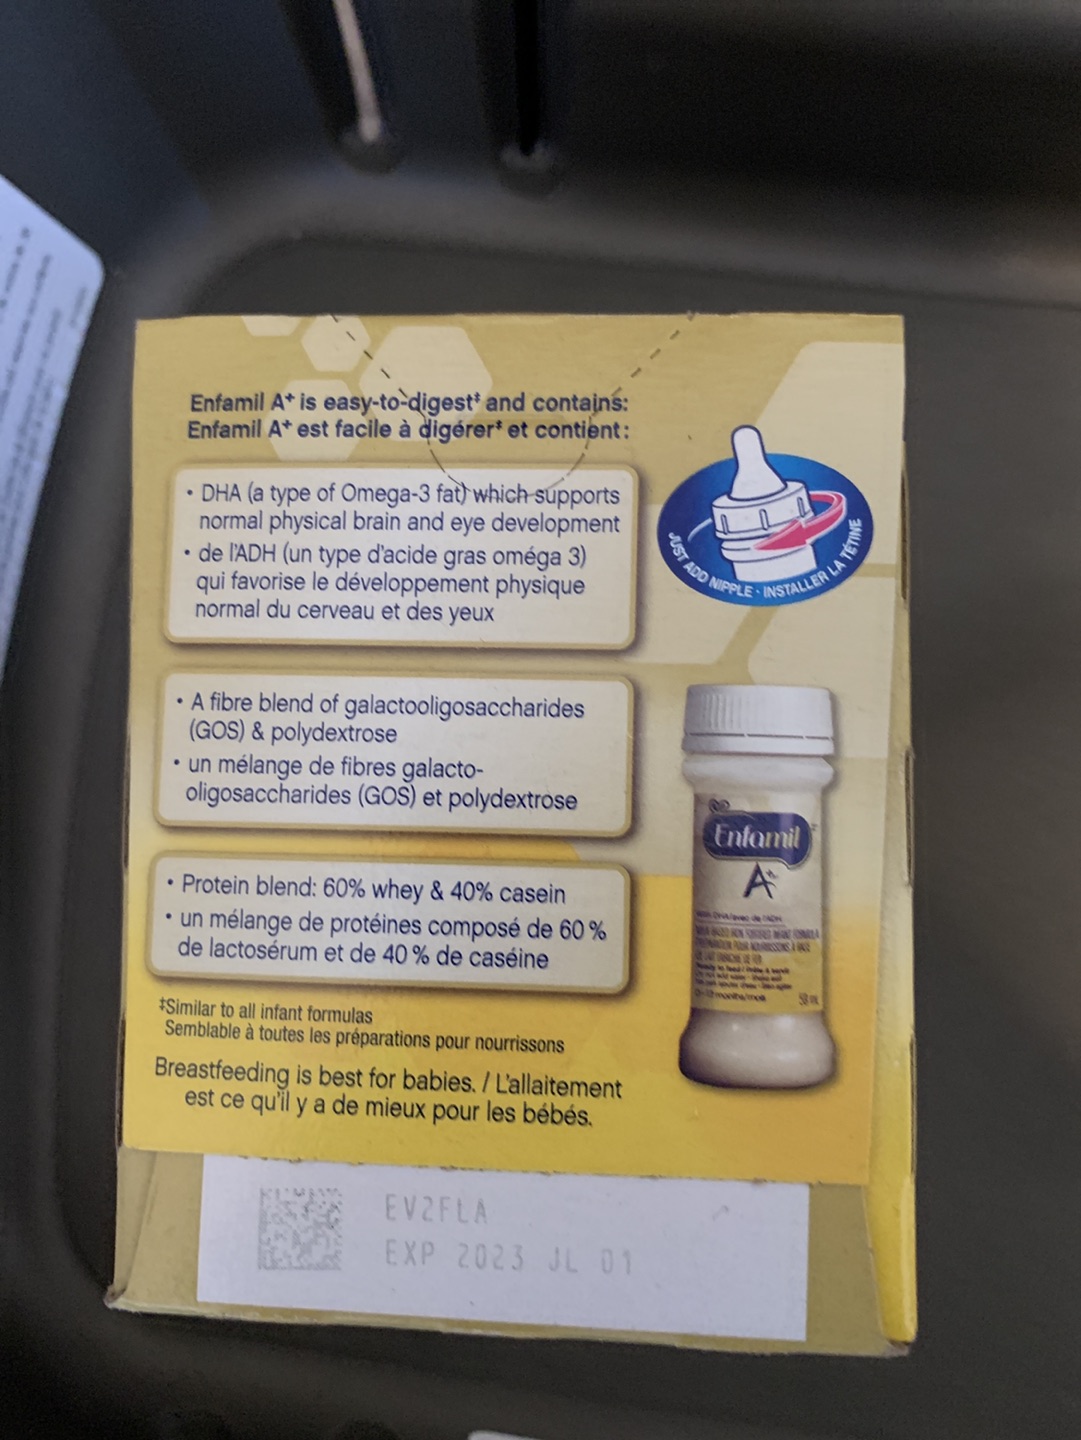 Enfamil A⁺ is easy-to-digest‡ and contains:
Enfamil A⁺ est facile à digérer‡ et contient :
• DHA (a type of Omega-3 fat) which supports
normal physical brain and eye development
• de l'ADH (un type d'acide gras oméga 3)
qui favorise le développement physique
normal du cerveau et des yeux
JUST ADD NIPPLE • INSTALLER LA TÉTINE
• A fibre blend of galactooligosaccharides
(GOS) & polydextrose
• un mélange de fibres galacto-
oligosaccharides (GOS) et polydextrose
Enfamil
A⁺
• Protein blend: 60% whey & 40% casein
• un mélange de protéines composé de 60 %
de lactosérum et de 40 % de caséine
0-12 months/mois
‡Similar to all infant formulas
Semblable à toutes les préparations pour nourrissons
Breastfeeding is best for babies. / L'allaitement
est ce qu'il y a de mieux pour les bébés.
EV2FLA
EXP 2023 JL 01